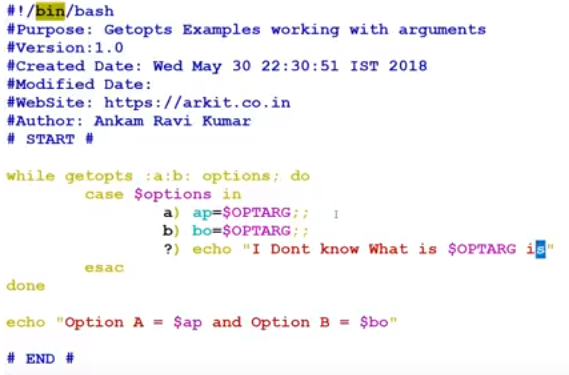 #!/bin/bash
#Purpose: Getopts Examples working with arguments
#Version:1.0
#Created Date: Wed May 30 22:30:51 IST 2018
#Modified Date:
#WebSite: https://arkit.co.in
#Author: Ankam Ravi Kumar
# START #
while getopts :a:b: options; do
case $options in
a) ap=$OPTARG;;
b) bo=$OPTARG;;
?) echo "I Dont know What is $OPTARG is"
esac
done
echo "Option A = $ap and Option B = $bo"
# END #